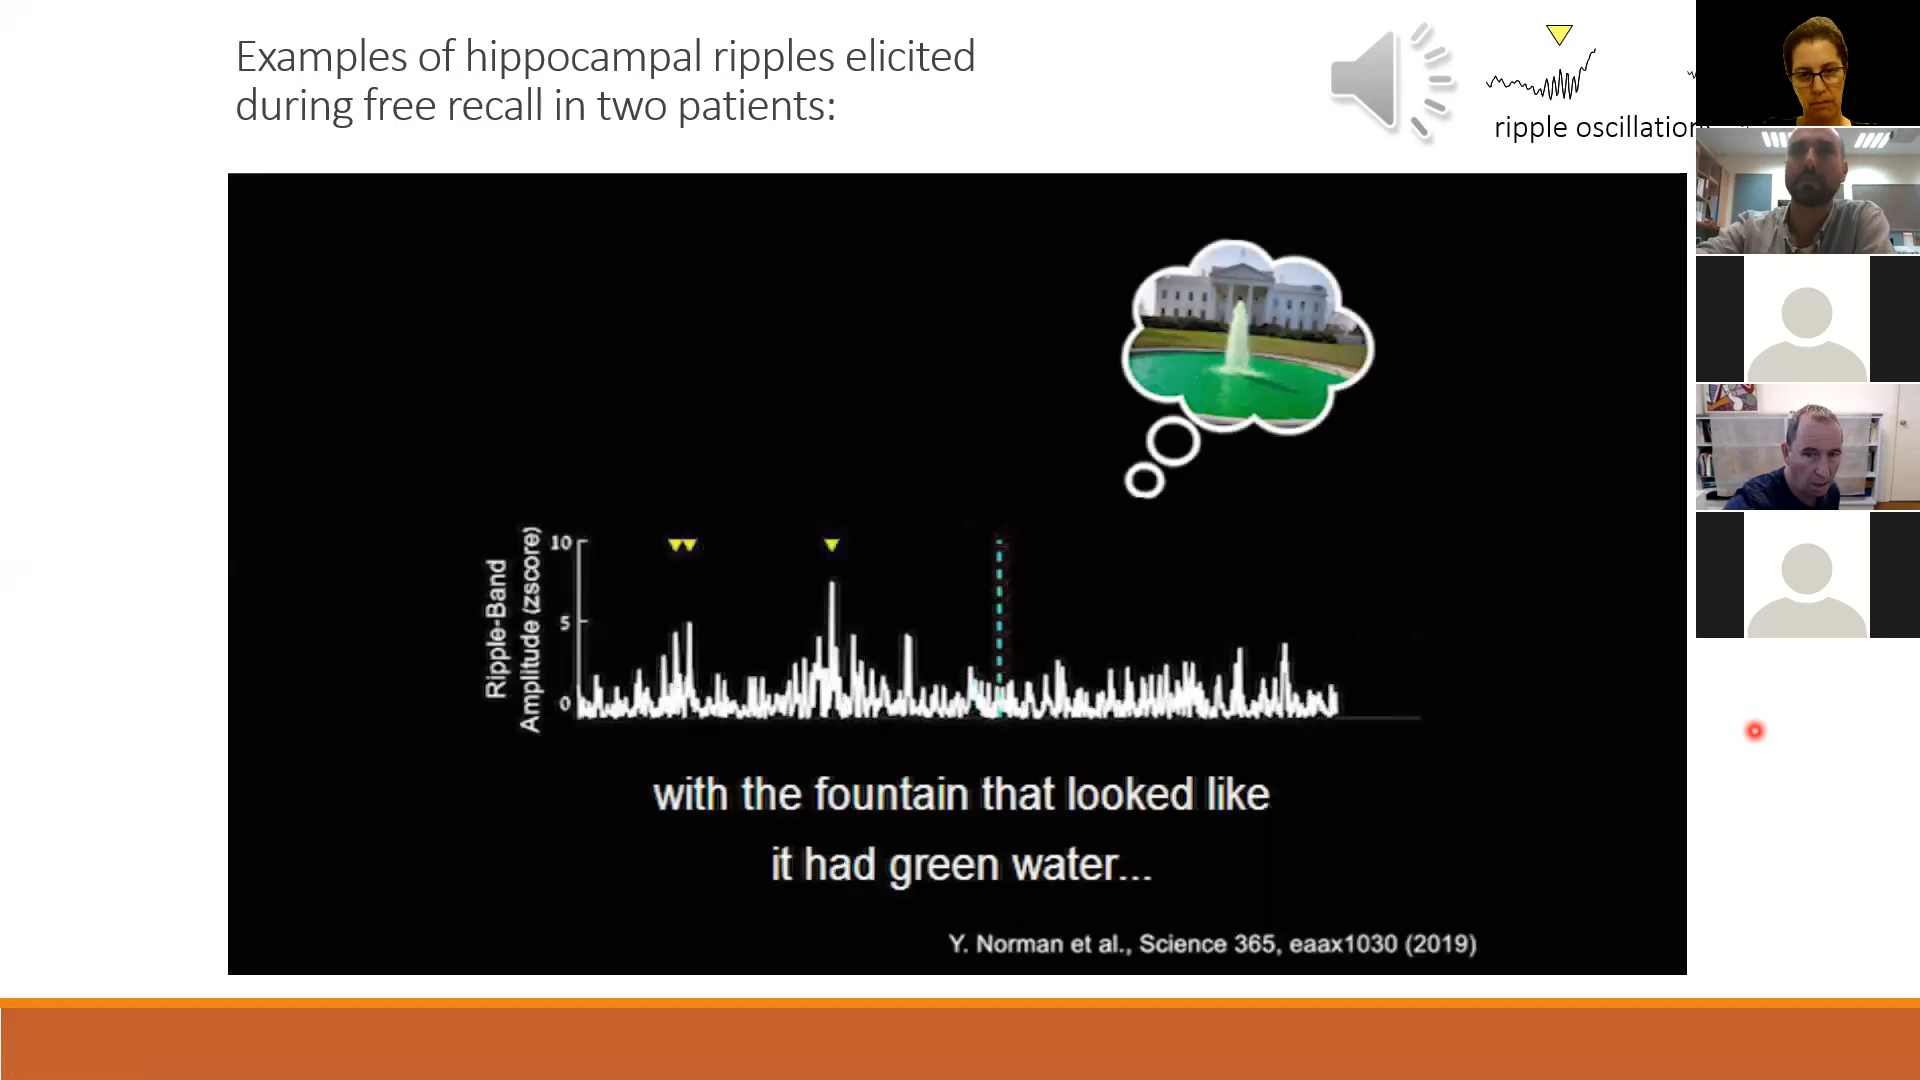 Examples of hippocampal ripples elicited
during free recall in two patients:
ripple oscillation
Ripple-Band
Amplitude (zscore)
10
5
0
with the fountain that looked like
it had green water...
Y. Norman et al., Science 365, eaax1030 (2019)